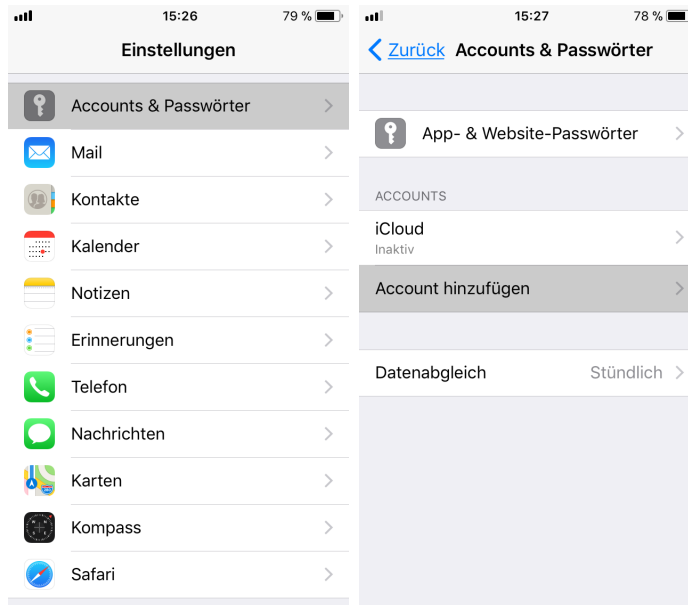 15:26
79 %
Einstellungen
Accounts & Passwörter
Mail
Kontakte
Kalender
Notizen
Erinnerungen
Telefon
Nachrichten
Karten
Kompass
Safari
15:27
78 %
Zurück Accounts & Passwörter
App- & Website-Passwörter
ACCOUNTS
iCloud
Inaktiv
Account hinzufügen
Datenabgleich Stündlich